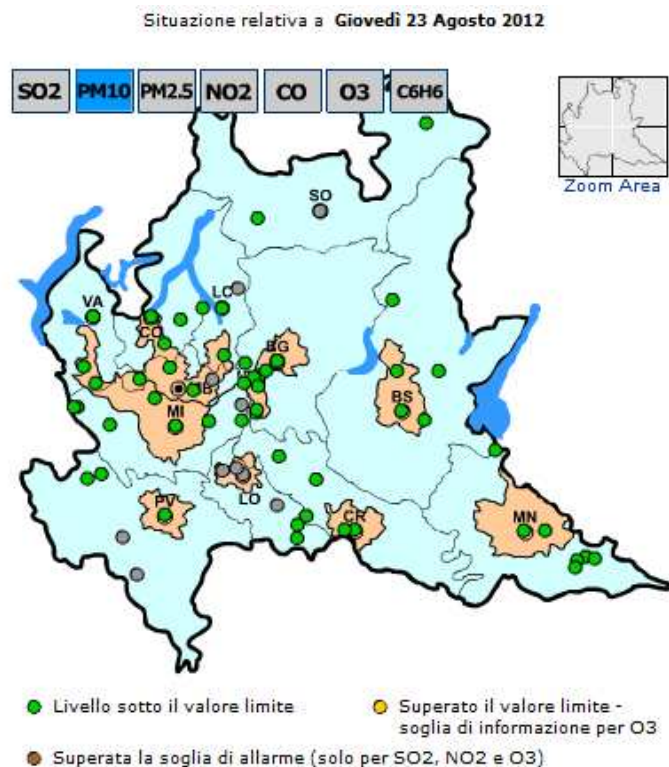 Situazione relativa a Giovedì 23 Agosto 2012
SO2 PM10 PM2.5 NO2 CO O3 C6H6
Zoom Area
SO
LC
VA
CO
BG
MB
MI
BS
LO
PV
CR
MN
Livello sotto il valore limite
Superato il valore limite -
soglia di informazione per O3
Superata la soglia di allarme (solo per SO2, NO2 e O3)